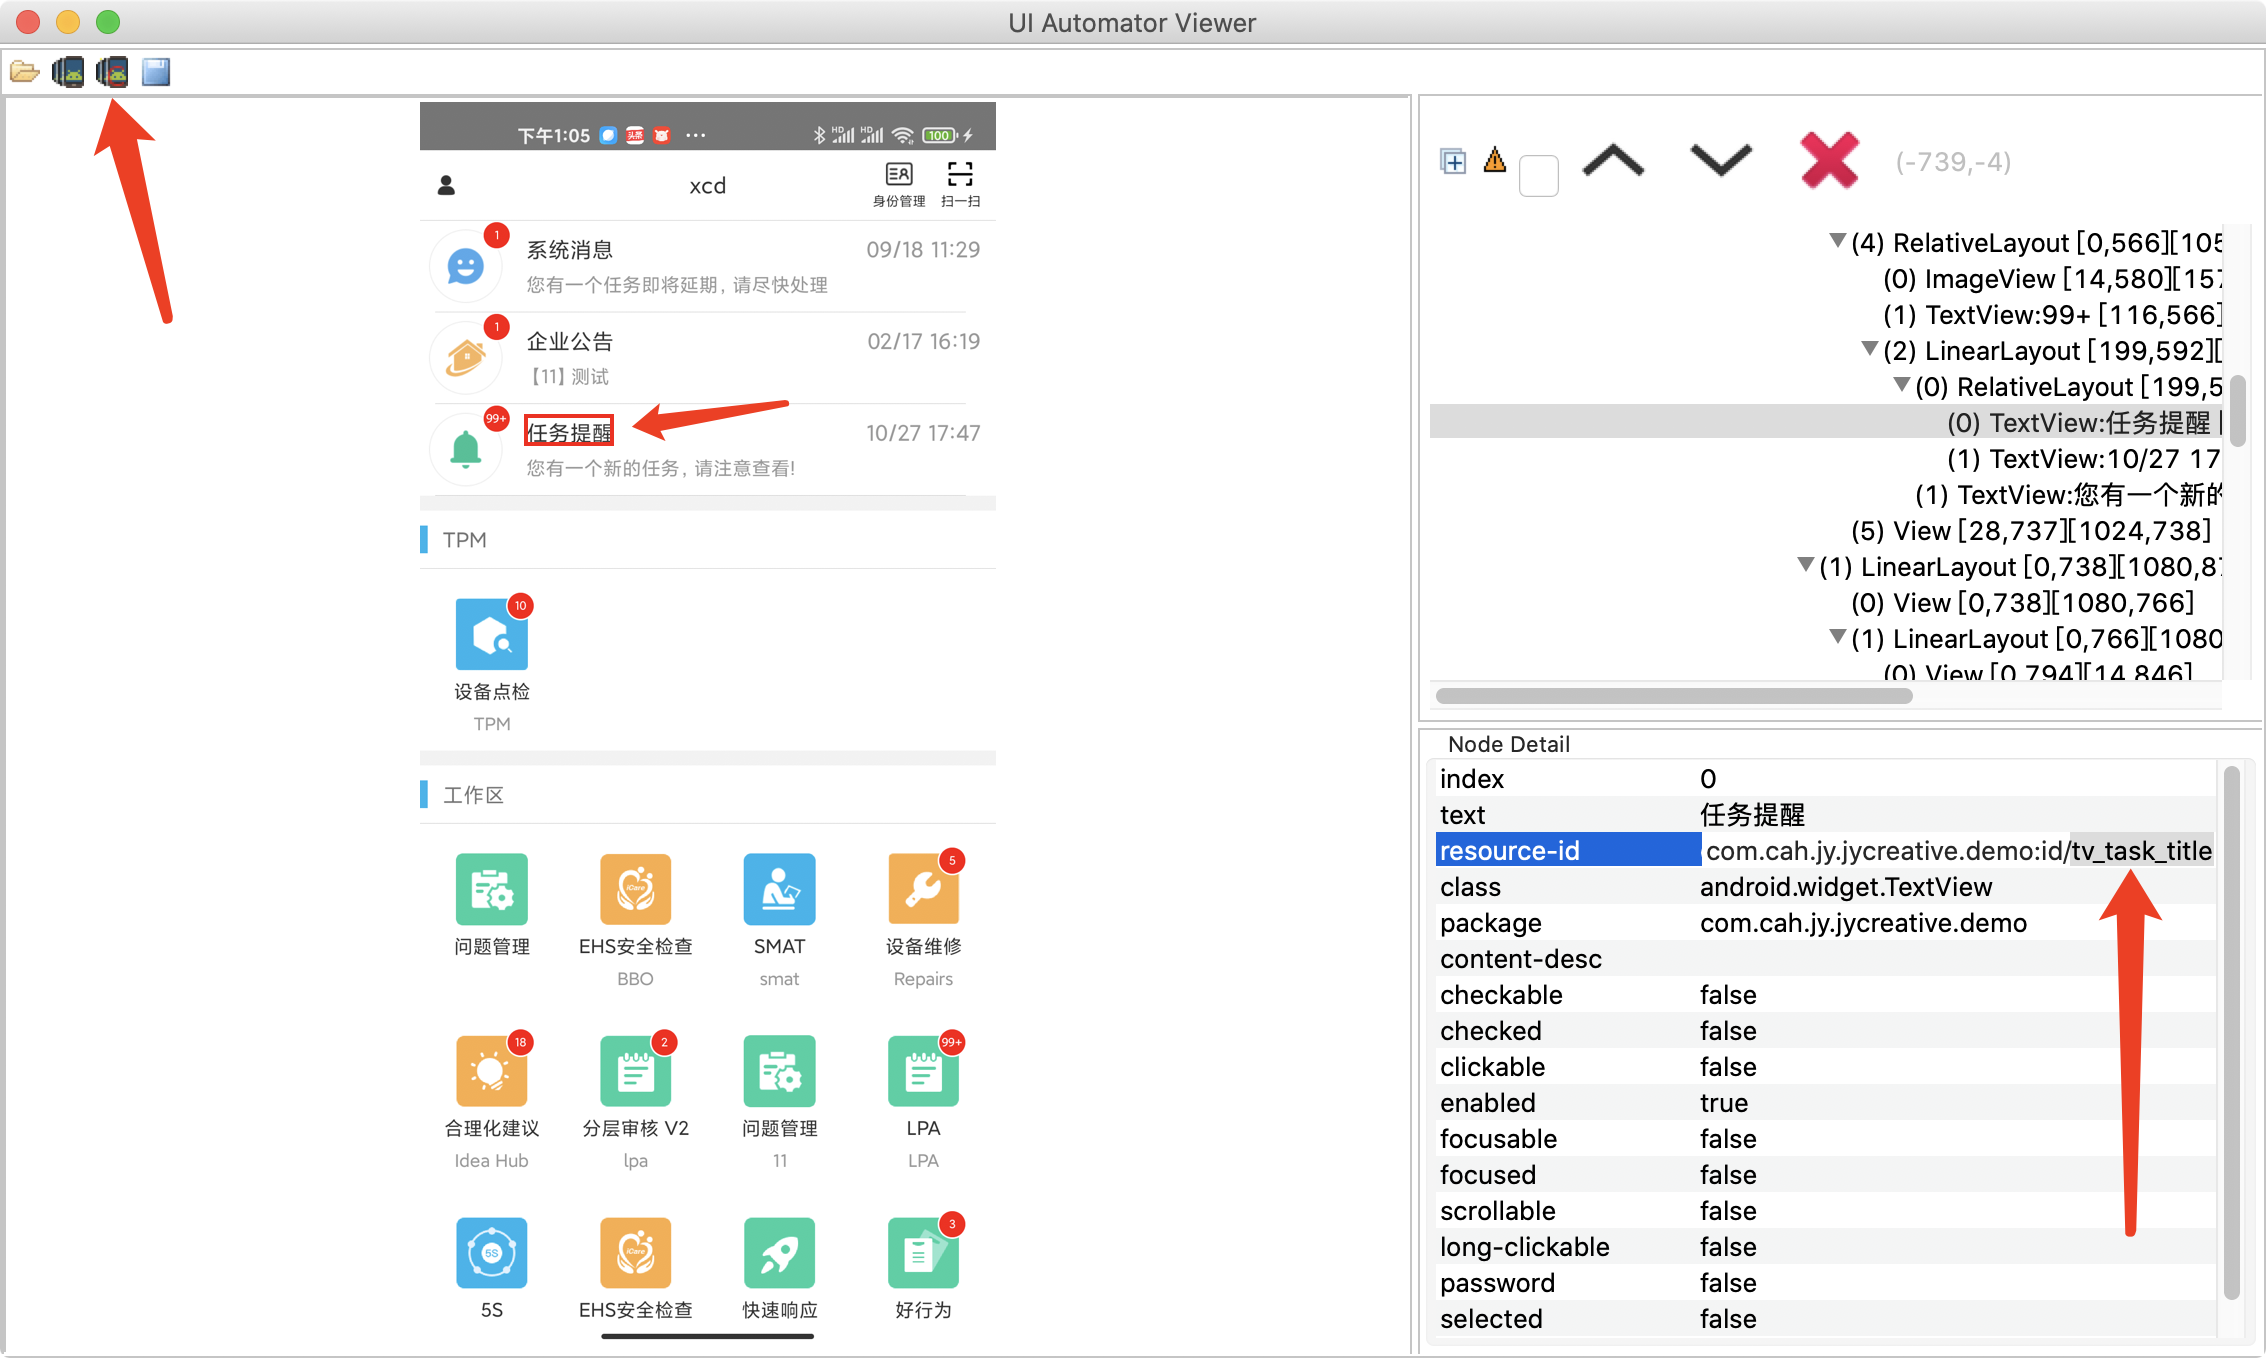 UI Automator Viewer
下午1:05 头条 ··· HD HD 100
xcd
身份管理 扫一扫
1
系统消息 09/18 11:29
您有一个任务即将延期, 请尽快处理
1
企业公告 02/17 16:19
【11】测试
99+
任务提醒 10/27 17:47
您有一个新的任务, 请注意查看!
TPM
10
设备点检
TPM
工作区
5
iCare
问题管理 EHS安全检查 SMAT 设备维修
BBO smat Repairs
18 2 99+
合理化建议 分层审核 V2 问题管理 LPA
Idea Hub lpa 11 LPA
3
5S iCare
5S EHS安全检查 快速响应 好行为
(-739,-4)
(4) RelativeLayout [0,566][105
(0) ImageView [14,580][157
(1) TextView:99+ [116,566]
(2) LinearLayout [199,592][
(0) RelativeLayout [199,5
(0) TextView:任务提醒 [
(1) TextView:10/27 17
(1) TextView:您有一个新的
(5) View [28,737][1024,738]
(1) LinearLayout [0,738][1080,87
(0) View [0,738][1080,766]
(1) LinearLayout [0,766][1080
(0) View [0,794][14,846]
Node Detail
index 0
text 任务提醒
resource-id com.cah.jy.jycreative.demo:id/tv_task_title
class android.widget.TextView
package com.cah.jy.jycreative.demo
content-desc
checkable false
checked false
clickable false
enabled true
focusable false
focused false
scrollable false
long-clickable false
password false
selected false